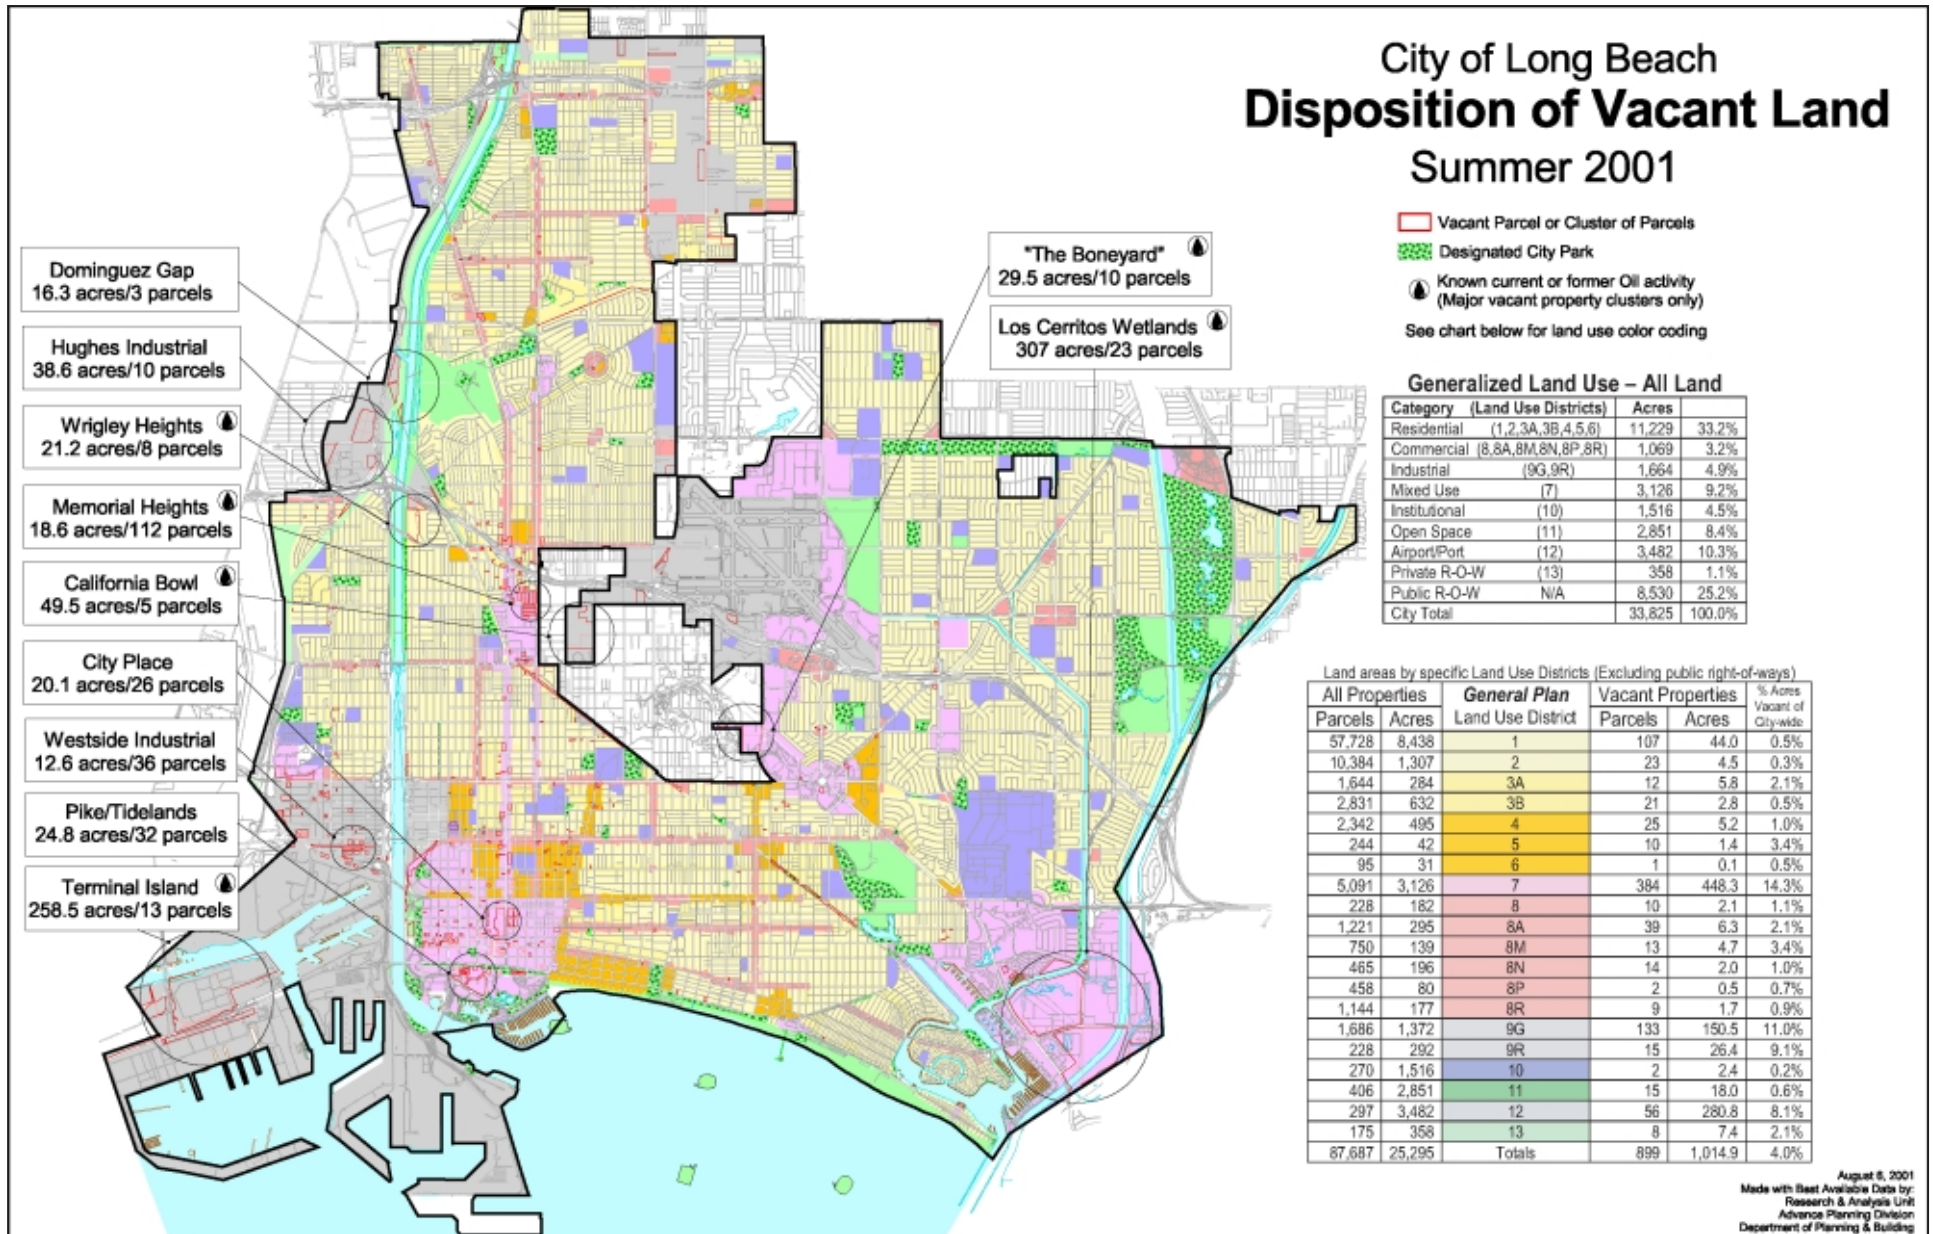 City of Long Beach
Disposition of Vacant Land
Summer 2001
Vacant Parcel or Cluster of Parcels
Designated City Park
Known current or former Oil activity
(Major vacant property clusters only)
See chart below for land use color coding
"The Boneyard"
29.5 acres/10 parcels
Los Cerritos Wetlands
307 acres/23 parcels
Dominguez Gap
16.3 acres/3 parcels
Hughes Industrial
38.6 acres/10 parcels
Wrigley Heights
21.2 acres/8 parcels
Memorial Heights
18.6 acres/112 parcels
California Bowl
49.5 acres/5 parcels
City Place
20.1 acres/26 parcels
Westside Industrial
12.6 acres/36 parcels
Pike/Tidelands
24.8 acres/32 parcels
Terminal Island
258.5 acres/13 parcels
Generalized Land Use – All Land
Category (Land Use Districts) Acres
Residential (1,2,3A,3B,4,5,6) 11,229 33.2%
Commercial (8,8A,8M,8N,8P,8R) 1,069 3.2%
Industrial (9G,9R) 1,664 4.9%
Mixed Use (7) 3,126 9.2%
Institutional (10) 1,516 4.5%
Open Space (11) 2,851 8.4%
Airport/Port (12) 3,482 10.3%
Private R-O-W (13) 358 1.1%
Public R-O-W N/A 8,530 25.2%
City Total 33,825 100.0%
Land areas by specific Land Use Districts (Excluding public right-of-ways)
All Properties General Plan Vacant Properties % Acres
Vacant of
Parcels Acres Land Use District Parcels Acres City-wide
57,728 8,438 1 107 44.0 0.5%
10,384 1,307 2 23 4.5 0.3%
1,644 284 3A 12 5.8 2.1%
2,831 632 3B 21 2.8 0.5%
2,342 495 4 25 5.2 1.0%
244 42 5 10 1.4 3.4%
95 31 6 1 0.1 0.5%
5,091 3,126 7 384 448.3 14.3%
228 182 8 10 2.1 1.1%
1,221 295 8A 39 6.3 2.1%
750 139 8M 13 4.7 3.4%
465 196 8N 14 2.0 1.0%
458 80 8P 2 0.5 0.7%
1,144 177 8R 9 1.7 0.9%
1,686 1,372 9G 133 150.5 11.0%
228 292 9R 15 26.4 9.1%
270 1,516 10 2 2.4 0.2%
406 2,851 11 15 18.0 0.6%
297 3,482 12 56 280.8 8.1%
175 358 13 8 7.4 2.1%
87,687 25,295 Totals 899 1,014.9 4.0%
August 6, 2001
Made with Best Available Data by:
Research & Analysis Unit
Advance Planning Division
Department of Planning & Building